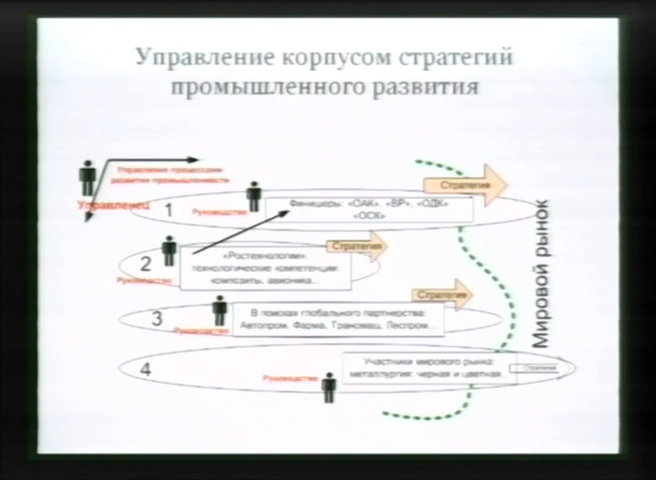 Управление корпусом стратегий
промышленного развития
Управление процессами
развития промышленности
Управленец
1
Руководство
Финишеры: «ОАК», «ВР», «ОДК»
«ОСК»
Стратегия
2
Руководство
«Ростехнологии»:
технологические компетенции:
композиты, авионика...
Стратегия
3
Руководство
В поисках глобального партнерства:
Автопром, Фарма, Трансмаш, Леспром...
Стратегия
4
Руководство
Участники мирового рынка:
металлургия: черная и цветная...
Стратегия
Мировой рынок